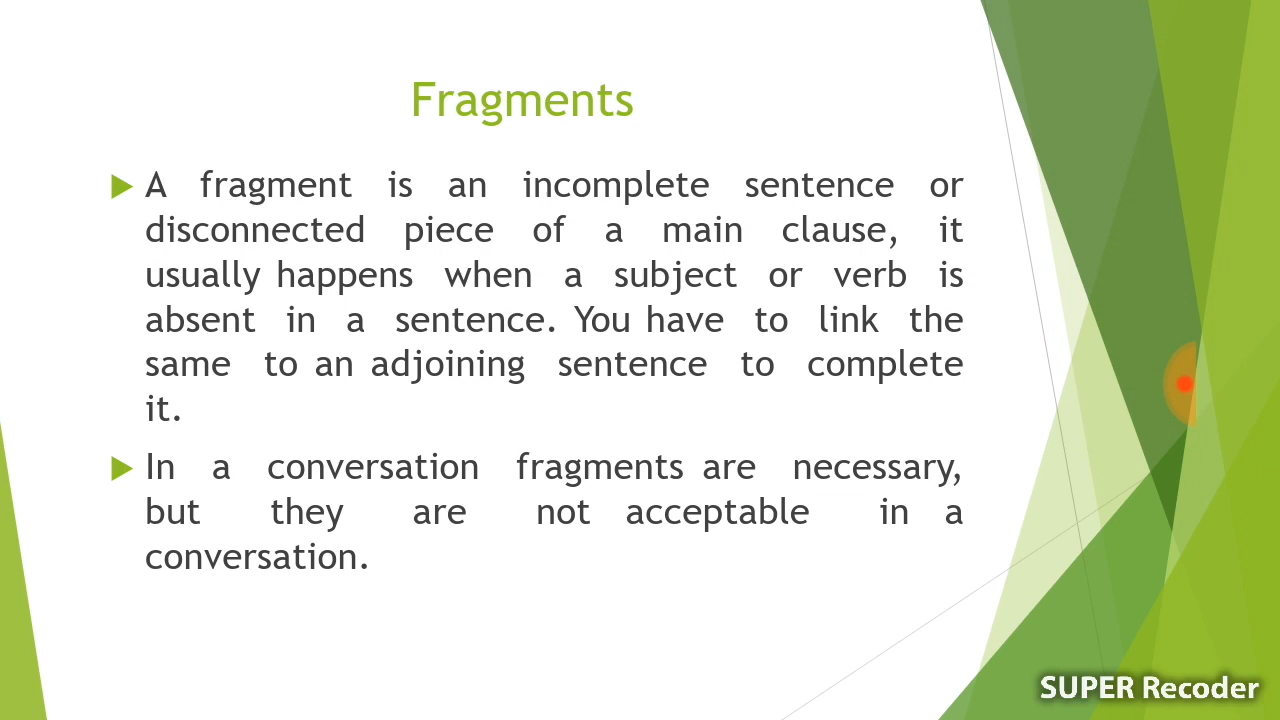 Fragments
A fragment is an incomplete sentence or
disconnected piece of a main clause, it
usually happens when a subject or verb is
absent in a sentence. You have to link the
same to an adjoining sentence to complete
it.
In a conversation fragments are necessary,
but they are not acceptable in a
conversation.
SUPER Recoder